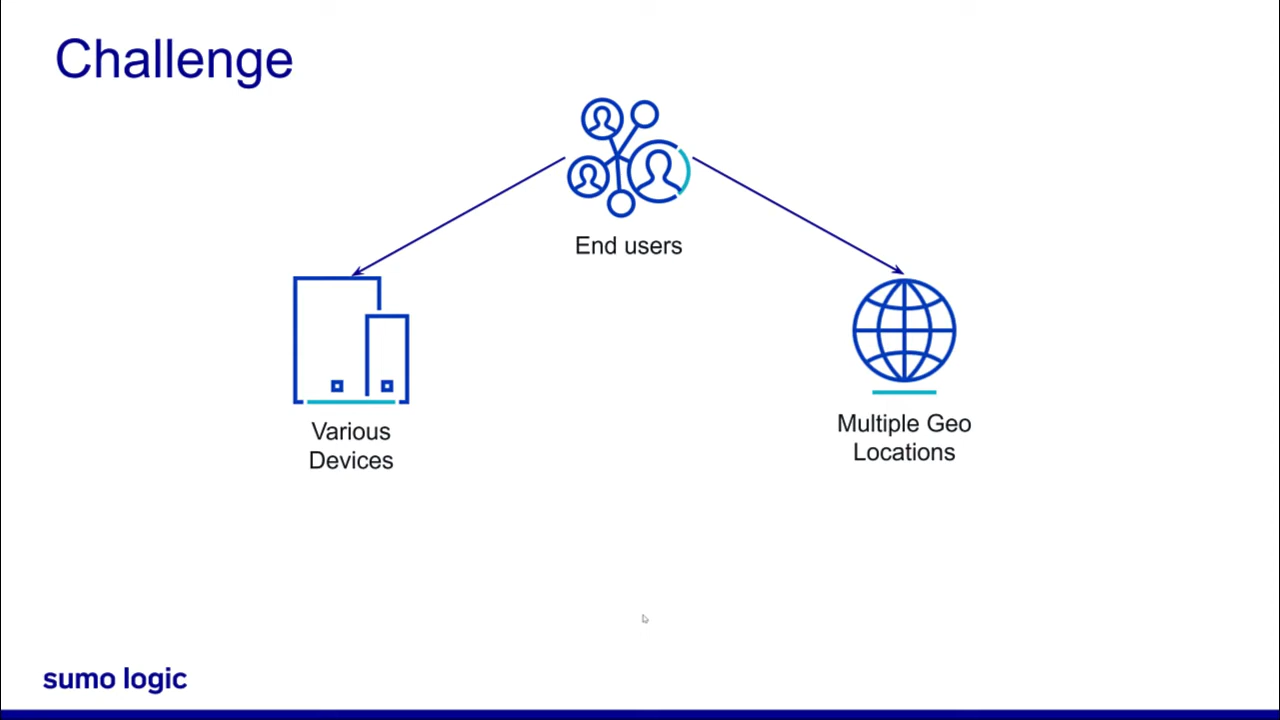 Challenge
End users
Various
Devices
Multiple Geo
Locations
sumo logic